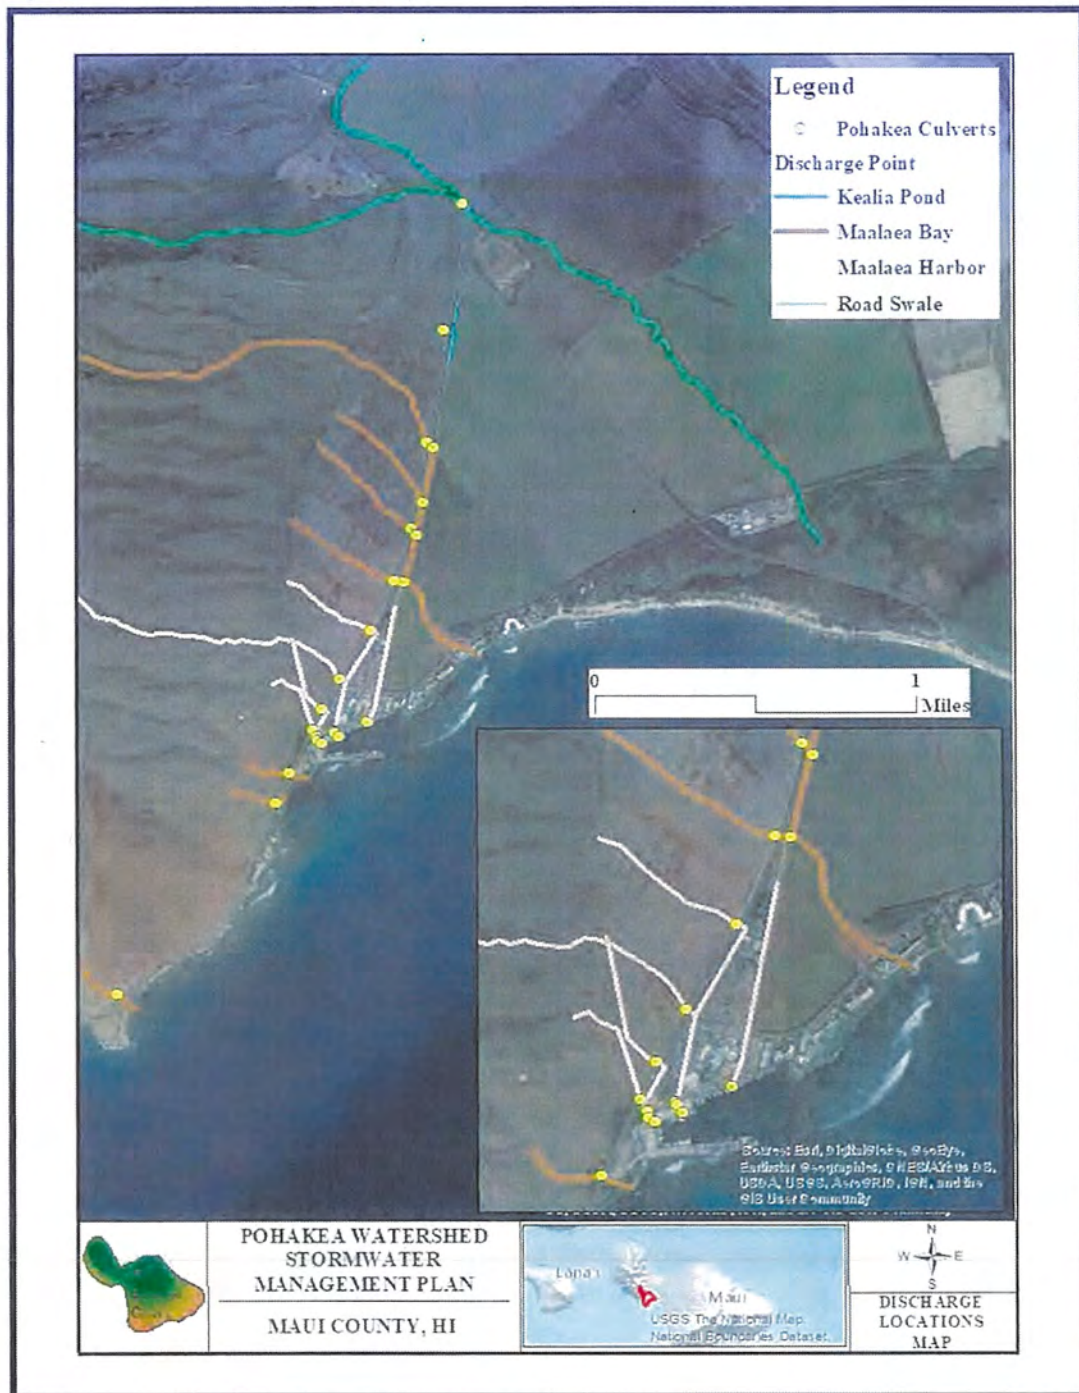 Legend
Pohakea Culverts
Discharge Point
Kealia Pond
Maalaea Bay
Maalaea Harbor
Road Swale
0 1
Miles
Source: Esri, DigitalGlobe, GeoEye,
Earthstar Geographics, CNES/Airbus DS,
USDA, USGS, AeroGRID, IGN, and the
GIS User Community
POHAKEA WATERSHED
STORMWATER
MANAGEMENT PLAN
MAUI COUNTY, HI
Lanai
Maui
USGS The National Map:
National Boundaries Dataset,
N
W E
S
DISCHARGE
LOCATIONS
MAP